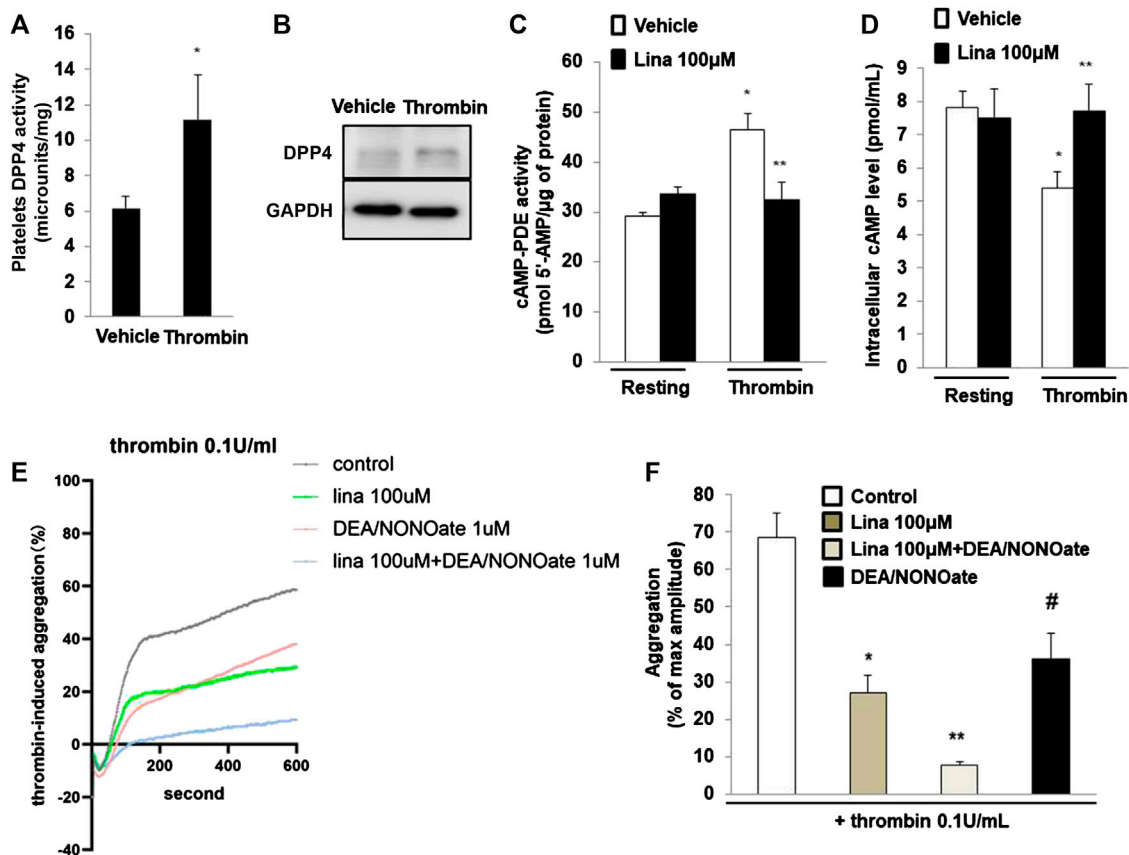 A
Platelets DPP4 activity
(microunits/mg)
16
14
12
10
8
6
4
2
0
*
Vehicle Thrombin
B
Vehicle Thrombin
DPP4
GAPDH
C
Vehicle
Lina 100μM
cAMP-PDE activity
(pmol 5'-AMP/μg of protein)
60
50
40
30
20
10
0
*
**
Resting Thrombin
D
Vehicle
Lina 100μM
Intracellular cAMP level (pmol/mL)
9
8
7
6
5
4
3
2
1
0
*
**
Resting Thrombin
E
thrombin 0.1U/ml
control
lina 100uM
DEA/NONOate 1uM
lina 100uM+DEA/NONOate 1uM
thrombin-induced aggregation(%)
100
80
60
40
20
0
-20
-40
200 400 600
second
F
Control
Lina 100μM
Lina 100μM+DEA/NONOate
DEA/NONOate
Aggregation
(% of max amplitude)
80
70
60
50
40
30
20
10
0
*
**
#
+ thrombin 0.1U/mL